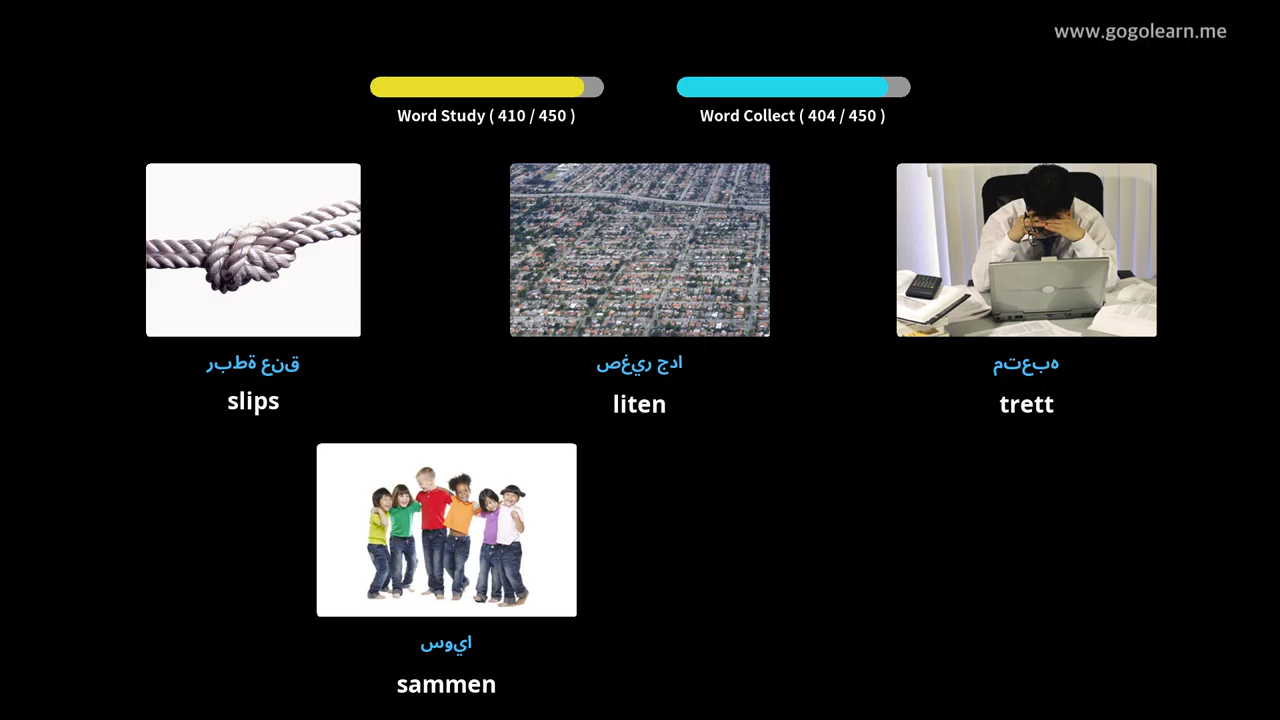 www.gogolearn.me
Word Study ( 410 / 450 )
Word Collect ( 404 / 450 )
ربطة عنق
صغير جدا
متعبه
slips
liten
trett
سويا
sammen